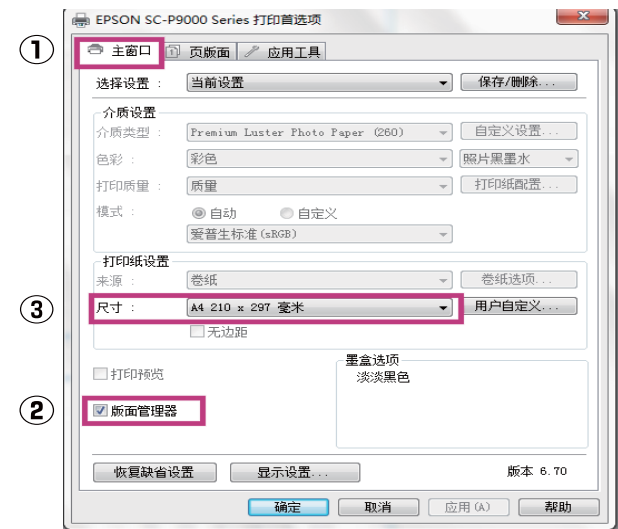 EPSON SC-P9000 Series 打印首选项
① 主窗口 页版面 应用工具
选择设置 : 当前设置 保存/删除...
介质设置
介质类型 : Premium Luster Photo Paper (260) 自定义设置...
色彩 : 彩色 照片黑墨水
打印质量 : 质量 打印纸配置...
模式 : 自动 自定义
爱普生标准(sRGB)
打印纸设置
来源 : 卷纸 卷纸选项...
③ 尺寸 : A4 210 x 297 毫米 用户自定义...
无边距
墨盒选项
打印预览 淡淡黑色
② 版面管理器
恢复缺省设置 显示设置... 版本 6.70
确定 取消 应用(A) 帮助